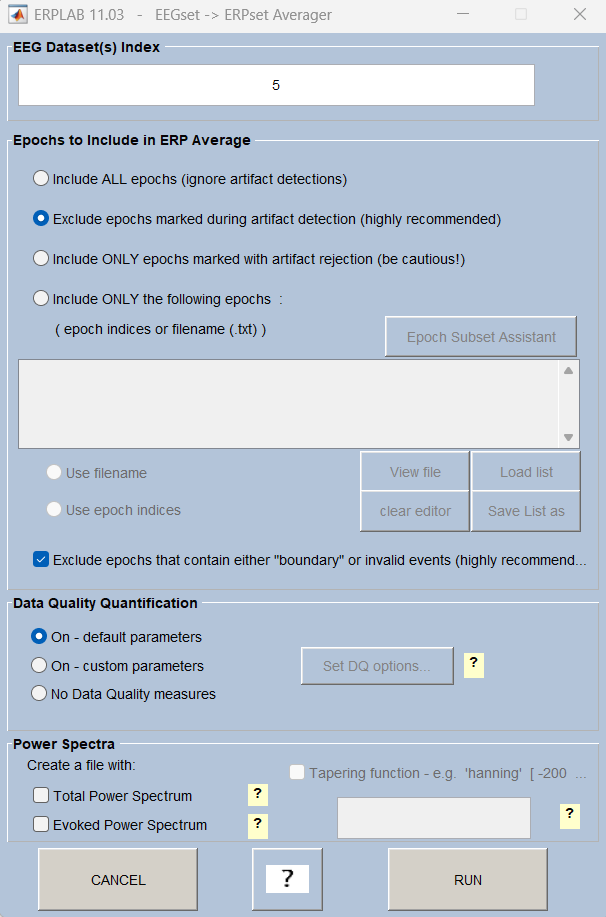 ERPLAB 11.03 - EEGset -> ERPset Averager
EEG Dataset(s) Index
5
Epochs to Include in ERP Average
Include ALL epochs (ignore artifact detections)
Exclude epochs marked during artifact detection (highly recommended)
Include ONLY epochs marked with artifact rejection (be cautious!)
Include ONLY the following epochs :
( epoch indices or filename (.txt) )
Epoch Subset Assistant
Use filename
View file
Load list
Use epoch indices
clear editor
Save List as
Exclude epochs that contain either "boundary" or invalid events (highly recommend...
Data Quality Quantification
On - default parameters
On - custom parameters
Set DQ options...
?
No Data Quality measures
Power Spectra
Create a file with:
Tapering function - e.g. 'hanning' [ -200 ...
Total Power Spectrum
?
Evoked Power Spectrum
?
?
CANCEL
?
RUN